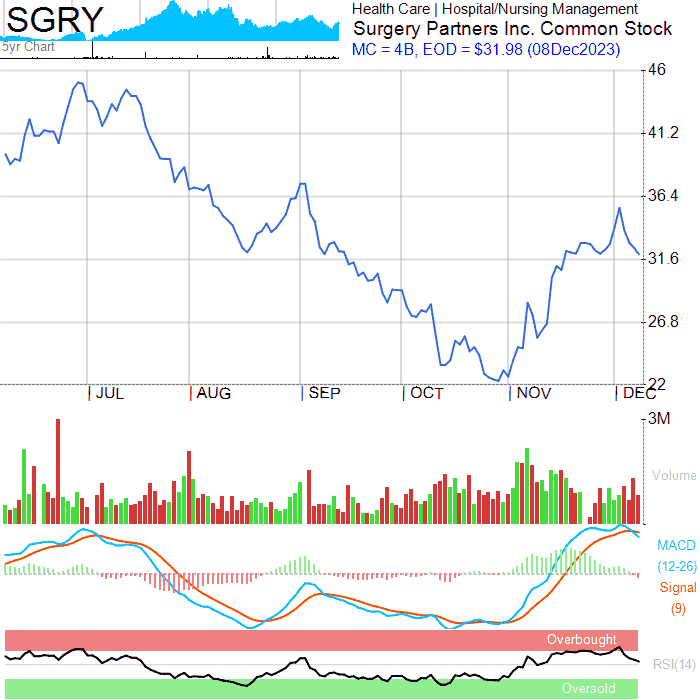 SGRY
5yr Chart
Health Care | Hospital/Nursing Management
Surgery Partners Inc. Common Stock
MC = 4B, EOD = $31.98 (08Dec2023)
46
41.2
36.4
31.6
26.8
22
JUL AUG SEP OCT NOV DEC
3M
Volume
MACD
(12-26)
Signal
(9)
Overbought
RSI(14)
Oversold